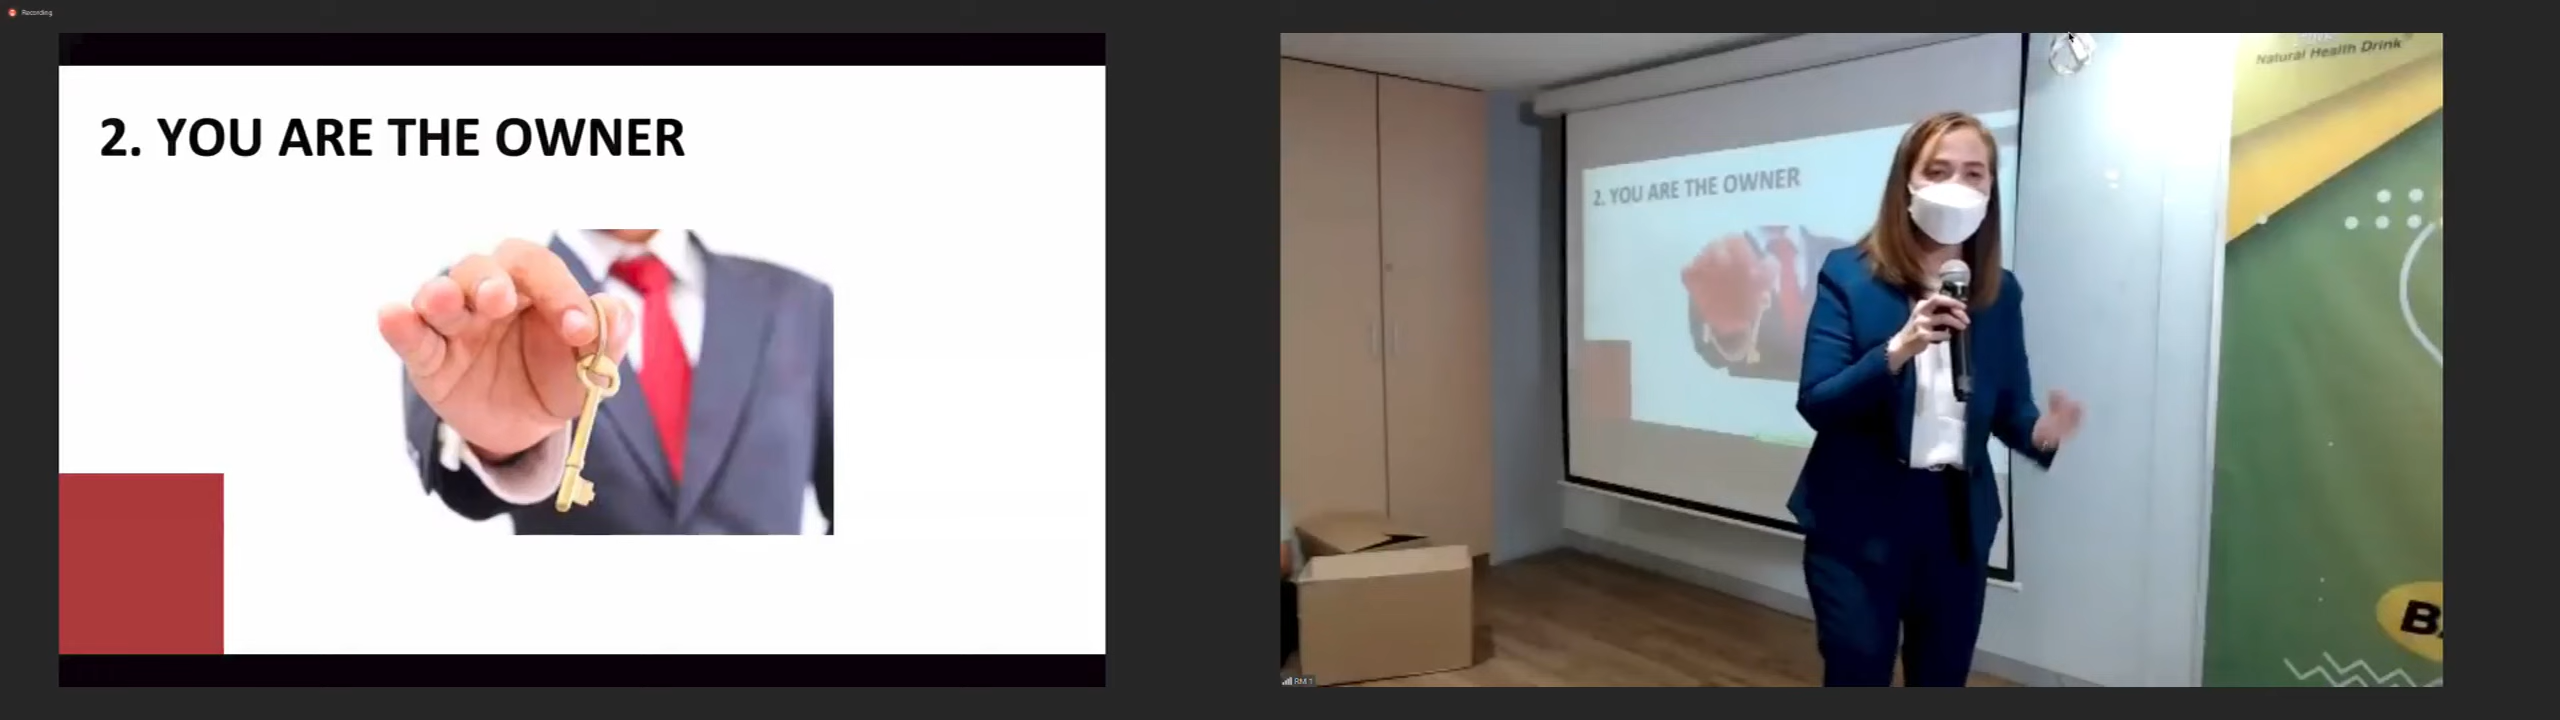 Recording
2. YOU ARE THE OWNER
2. YOU ARE THE OWNER
Natural Health Drink
RM 1